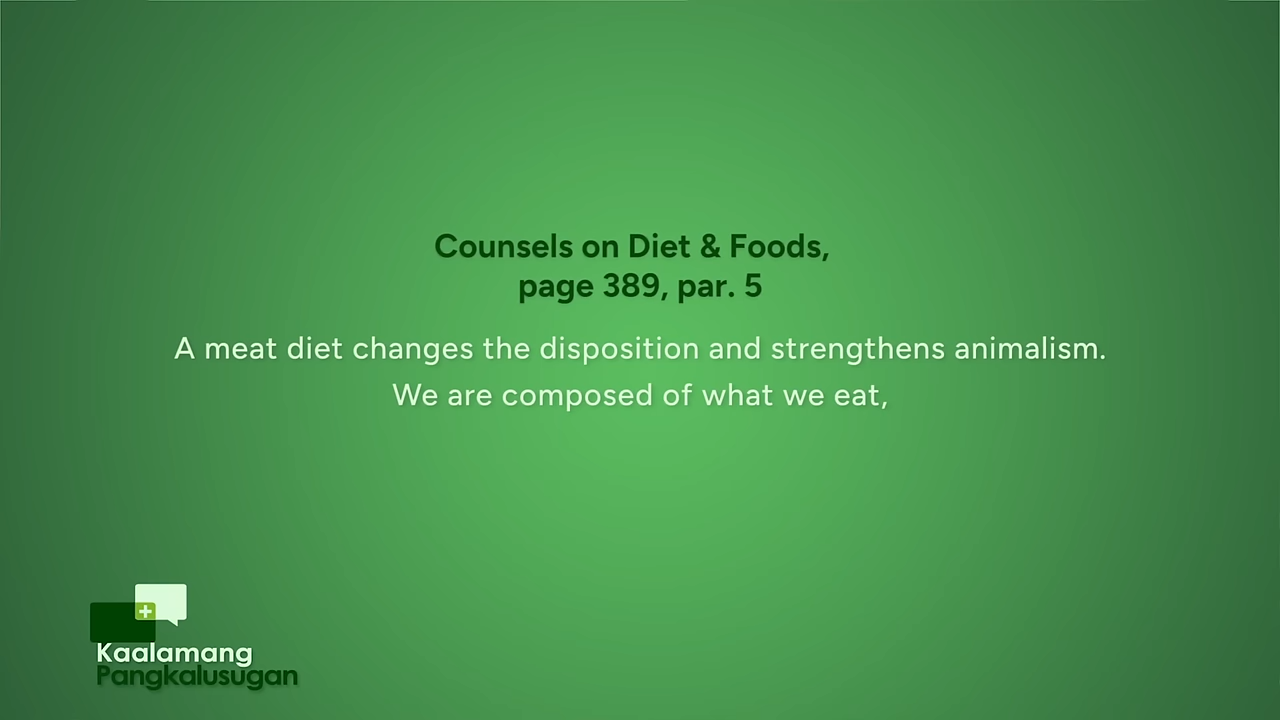 Counsels on Diet & Foods,
page 389, par. 5
A meat diet changes the disposition and strengthens animalism.
We are composed of what we eat,
Kaalamang
Pangkalusugan